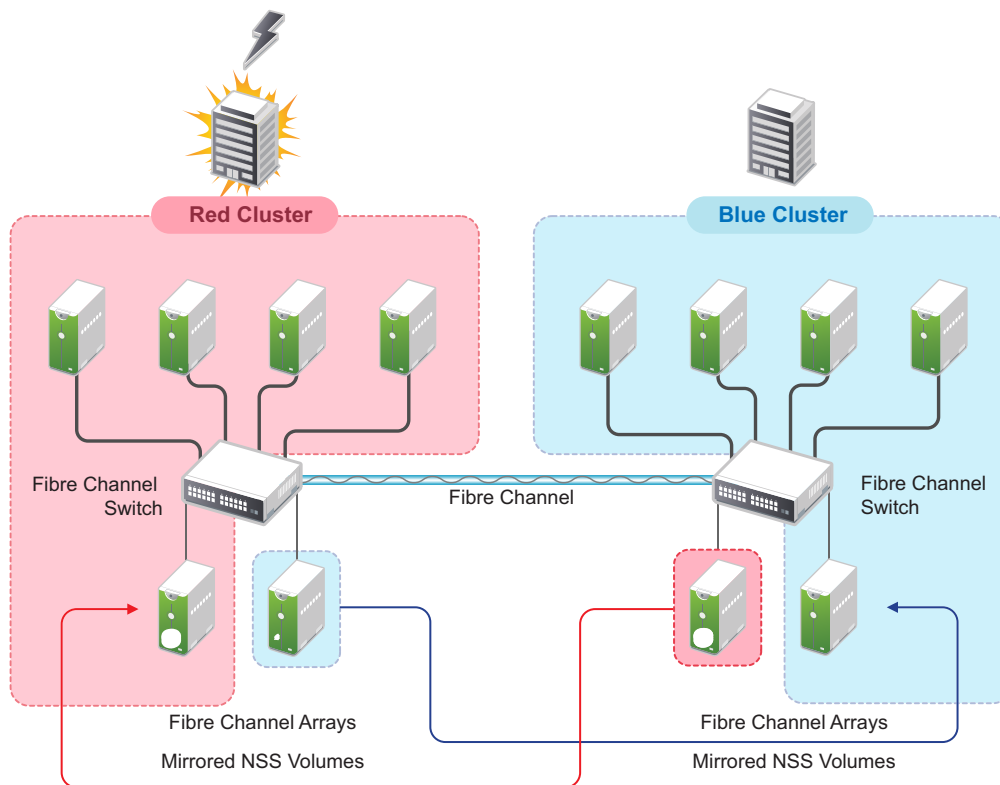 Red Cluster
Blue Cluster
Fibre Channel
Switch
Fibre Channel
Fibre Channel
Switch
Fibre Channel Arrays
Mirrored NSS Volumes
Fibre Channel Arrays
Mirrored NSS Volumes